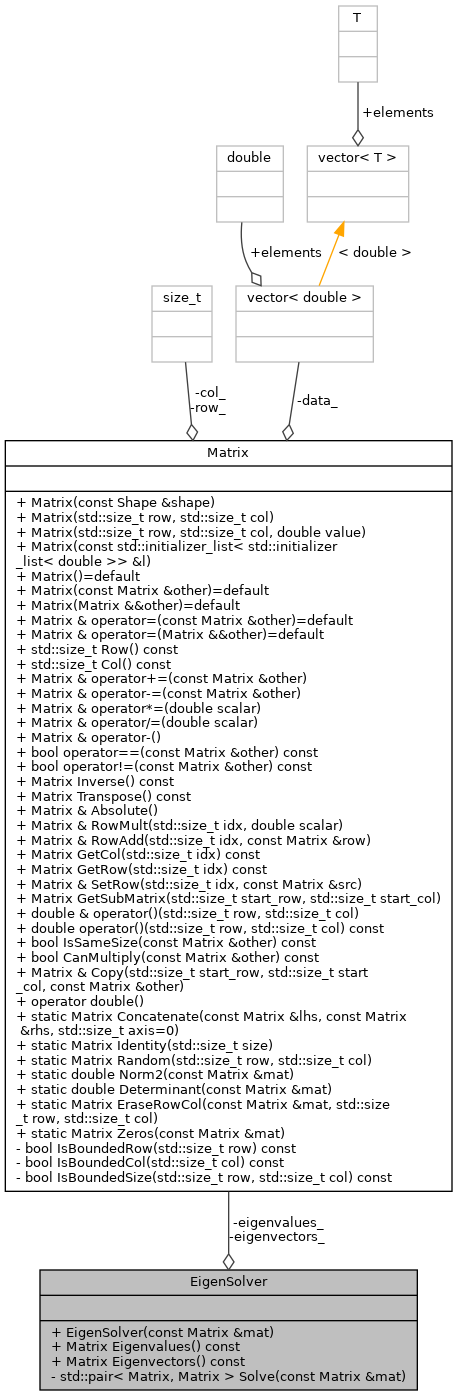 T
+elements
double
vector< T >
+elements
< double >
size_t
vector< double >
-col_
-row_
-data_
Matrix
+ Matrix(const Shape &shape)
+ Matrix(std::size_t row, std::size_t col)
+ Matrix(std::size_t row, std::size_t col, double value)
+ Matrix(const std::initializer_list< std::initializer
_list< double >> &l)
+ Matrix()=default
+ Matrix(const Matrix &other)=default
+ Matrix(Matrix &&other)=default
+ Matrix & operator=(const Matrix &other)=default
+ Matrix & operator=(Matrix &&other)=default
+ std::size_t Row() const
+ std::size_t Col() const
+ Matrix & operator+=(const Matrix &other)
+ Matrix & operator-=(const Matrix &other)
+ Matrix & operator*=(double scalar)
+ Matrix & operator/=(double scalar)
+ Matrix & operator-()
+ bool operator==(const Matrix &other) const
+ bool operator!=(const Matrix &other) const
+ Matrix Inverse() const
+ Matrix Transpose() const
+ Matrix & Absolute()
+ Matrix & RowMult(std::size_t idx, double scalar)
+ Matrix & RowAdd(std::size_t idx, const Matrix &row)
+ Matrix GetCol(std::size_t idx) const
+ Matrix GetRow(std::size_t idx) const
+ Matrix & SetRow(std::size_t idx, const Matrix &src)
+ Matrix GetSubMatrix(std::size_t start_row, std::size_t start_col)
+ double & operator()(std::size_t row, std::size_t col)
+ double operator()(std::size_t row, std::size_t col) const
+ bool IsSameSize(const Matrix &other) const
+ bool CanMultiply(const Matrix &other) const
+ Matrix & Copy(std::size_t start_row, std::size_t start
_col, const Matrix &other)
+ operator double()
+ static Matrix Concatenate(const Matrix &lhs, const Matrix
&rhs, std::size_t axis=0)
+ static Matrix Identity(std::size_t size)
+ static Matrix Random(std::size_t row, std::size_t col)
+ static double Norm2(const Matrix &mat)
+ static double Determinant(const Matrix &mat)
+ static Matrix EraseRowCol(const Matrix &mat, std::size
_t row, std::size_t col)
+ static Matrix Zeros(const Matrix &mat)
- bool IsBoundedRow(std::size_t row) const
- bool IsBoundedCol(std::size_t col) const
- bool IsBoundedSize(std::size_t row, std::size_t col) const
-eigenvalues_
-eigenvectors_
EigenSolver
+ EigenSolver(const Matrix &mat)
+ Matrix Eigenvalues() const
+ Matrix Eigenvectors() const
- std::pair< Matrix, Matrix > Solve(const Matrix &mat)